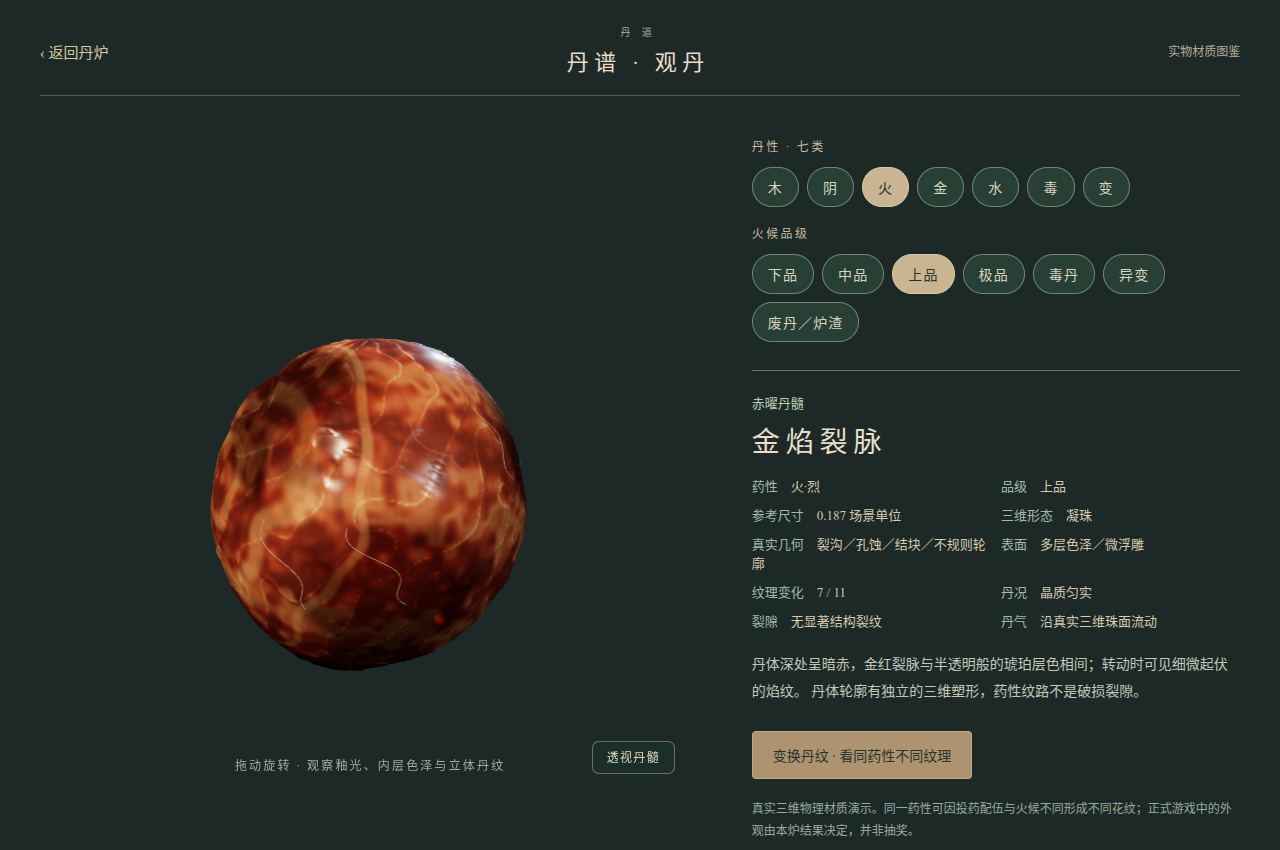 ‹ 返回丹炉
丹 道
丹谱 · 观丹
实物材质图鉴
丹性 · 七类
木 阴 火 金 水 毒 变
火候品级
下品 中品 上品 极品 毒丹 异变
废丹／炉渣
赤曜丹髓
金焰裂脉
药性 火·烈 品级 上品
参考尺寸 0.187 场景单位 三维形态 凝珠
真实几何 裂沟／孔蚀／结块／不规则轮 表面 多层色泽／微浮雕
廓
纹理变化 7 / 11 丹况 晶质匀实
裂隙 无显著结构裂纹 丹气 沿真实三维珠面流动
丹体深处呈暗赤，金红裂脉与半透明般的琥珀层色相间；转动时可见细微起伏
的焰纹。 丹体轮廓有独立的三维塑形，药性纹路不是破损裂隙。
变换丹纹 · 看同药性不同纹理
透视丹髓
拖动旋转 · 观察釉光、内层色泽与立体丹纹
真实三维物理材质演示。同一药性可因投药配伍与火候不同形成不同花纹；正式游戏中的外
观由本炉结果决定，并非抽奖。